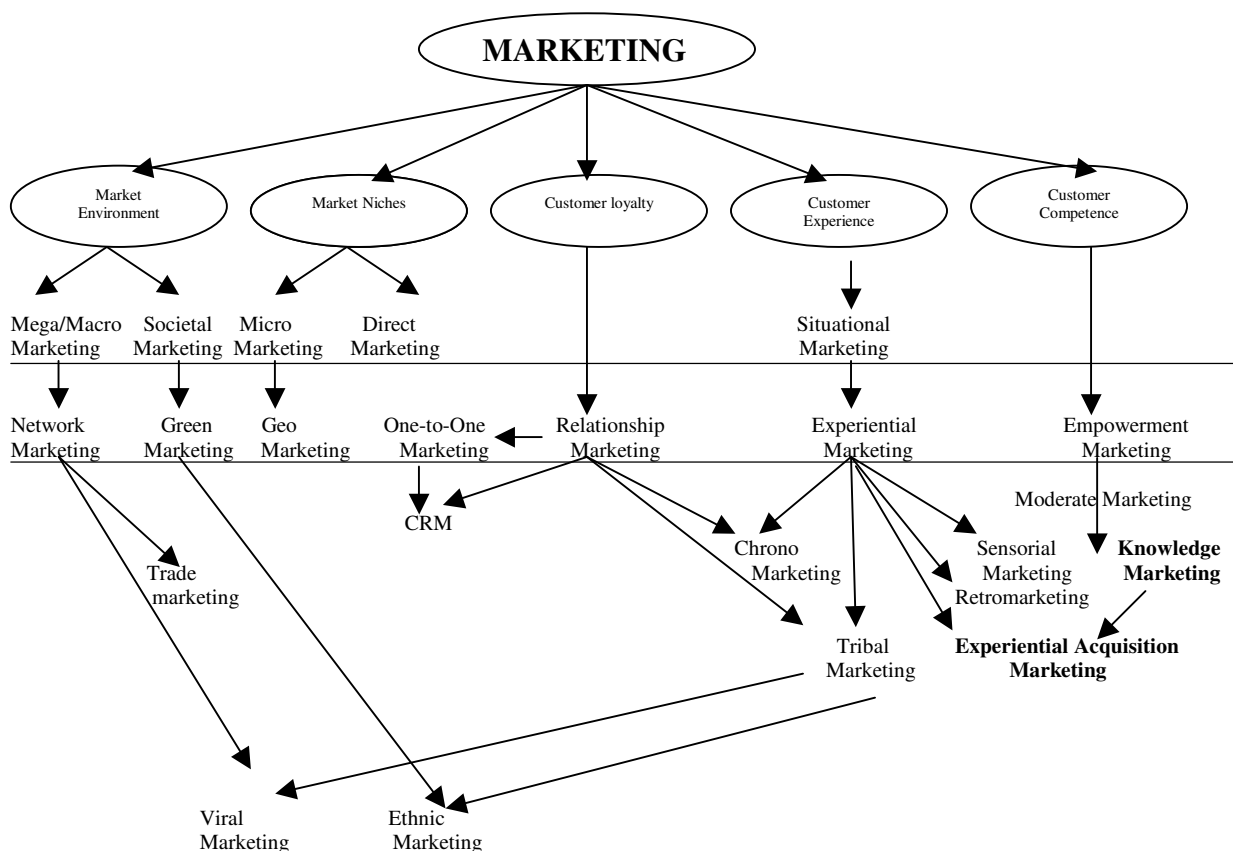 MARKETING
Market
Environment
Market Niches
Customer loyalty
Customer
Experience
Customer
Competence
Mega/Macro
Marketing
Societal
Marketing
Micro
Marketing
Direct
Marketing
Situational
Marketing
Network
Marketing
Green
Marketing
Geo
Marketing
One-to-One
Marketing
Relationship
Marketing
Experiential
Marketing
Empowerment
Marketing
Moderate Marketing
CRM
Chrono
Marketing
Sensorial
Marketing
Retromarketing
Knowledge
Marketing
Trade
marketing
Tribal
Marketing
Experiential Acquisition
Marketing
Viral
Marketing
Ethnic
Marketing